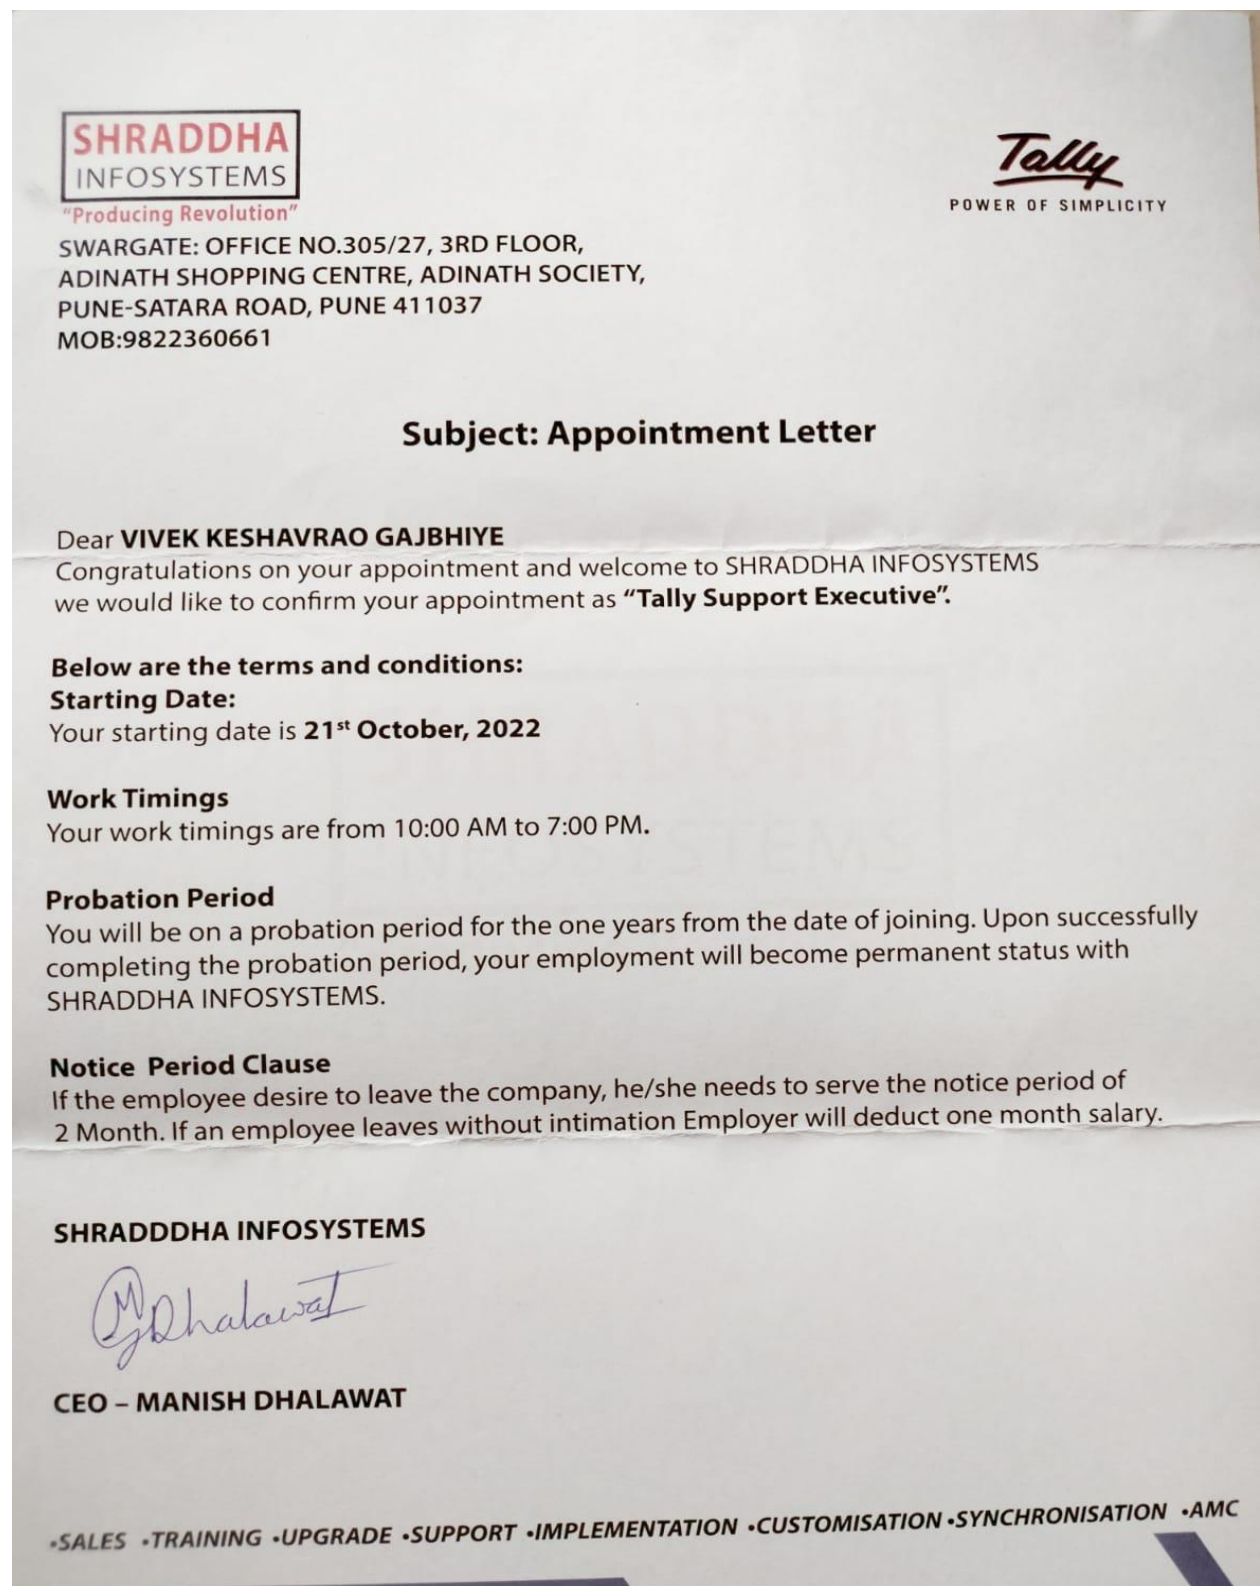 SHRADDHA
INFOSYSTEMS
"Producing Revolution"
Tally
POWER OF SIMPLICITY
SWARGATE: OFFICE NO.305/27, 3RD FLOOR,
ADINATH SHOPPING CENTRE, ADINATH SOCIETY,
PUNE-SATARA ROAD, PUNE 411037
MOB:9822360661
Subject: Appointment Letter
Dear VIVEK KESHAVRAO GAJBHIYE
Congratulations on your appointment and welcome to SHRADDHA INFOSYSTEMS
we would like to confirm your appointment as “Tally Support Executive”.
Below are the terms and conditions:
Starting Date:
Your starting date is 21st October, 2022
Work Timings
Your work timings are from 10:00 AM to 7:00 PM.
Probation Period
You will be on a probation period for the one years from the date of joining. Upon successfully
completing the probation period, your employment will become permanent status with
SHRADDHA INFOSYSTEMS.
Notice Period Clause
If the employee desire to leave the company, he/she needs to serve the notice period of
2 Month. If an employee leaves without intimation Employer will deduct one month salary.
SHRADDDHA INFOSYSTEMS
MDhalawat
CEO – MANISH DHALAWAT
•SALES •TRAINING •UPGRADE •SUPPORT •IMPLEMENTATION •CUSTOMISATION •SYNCHRONISATION •AMC